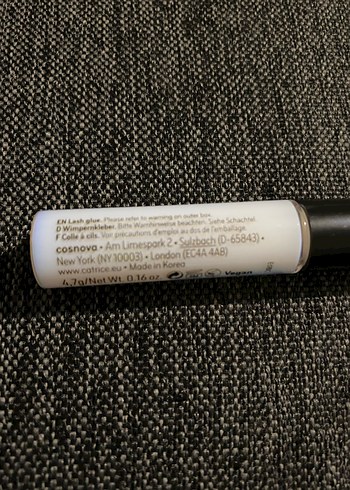 EN Lash glue. Please refer to warning on outer box.
D Wimpernkleber. Bitte Warnhinweise beachten. Siehe Schachtel.
F Colle à cils. Voir précautions d'emploi au dos de l'emballage
cosnova • Am Limespark 2 • Sulzbach (D-65843) •
New York (NY 10003) • London (EC4A 4AB)
www.catrice.eu • Made in Korea
4,7g/Net Wt. 0.16 oz. Vegan